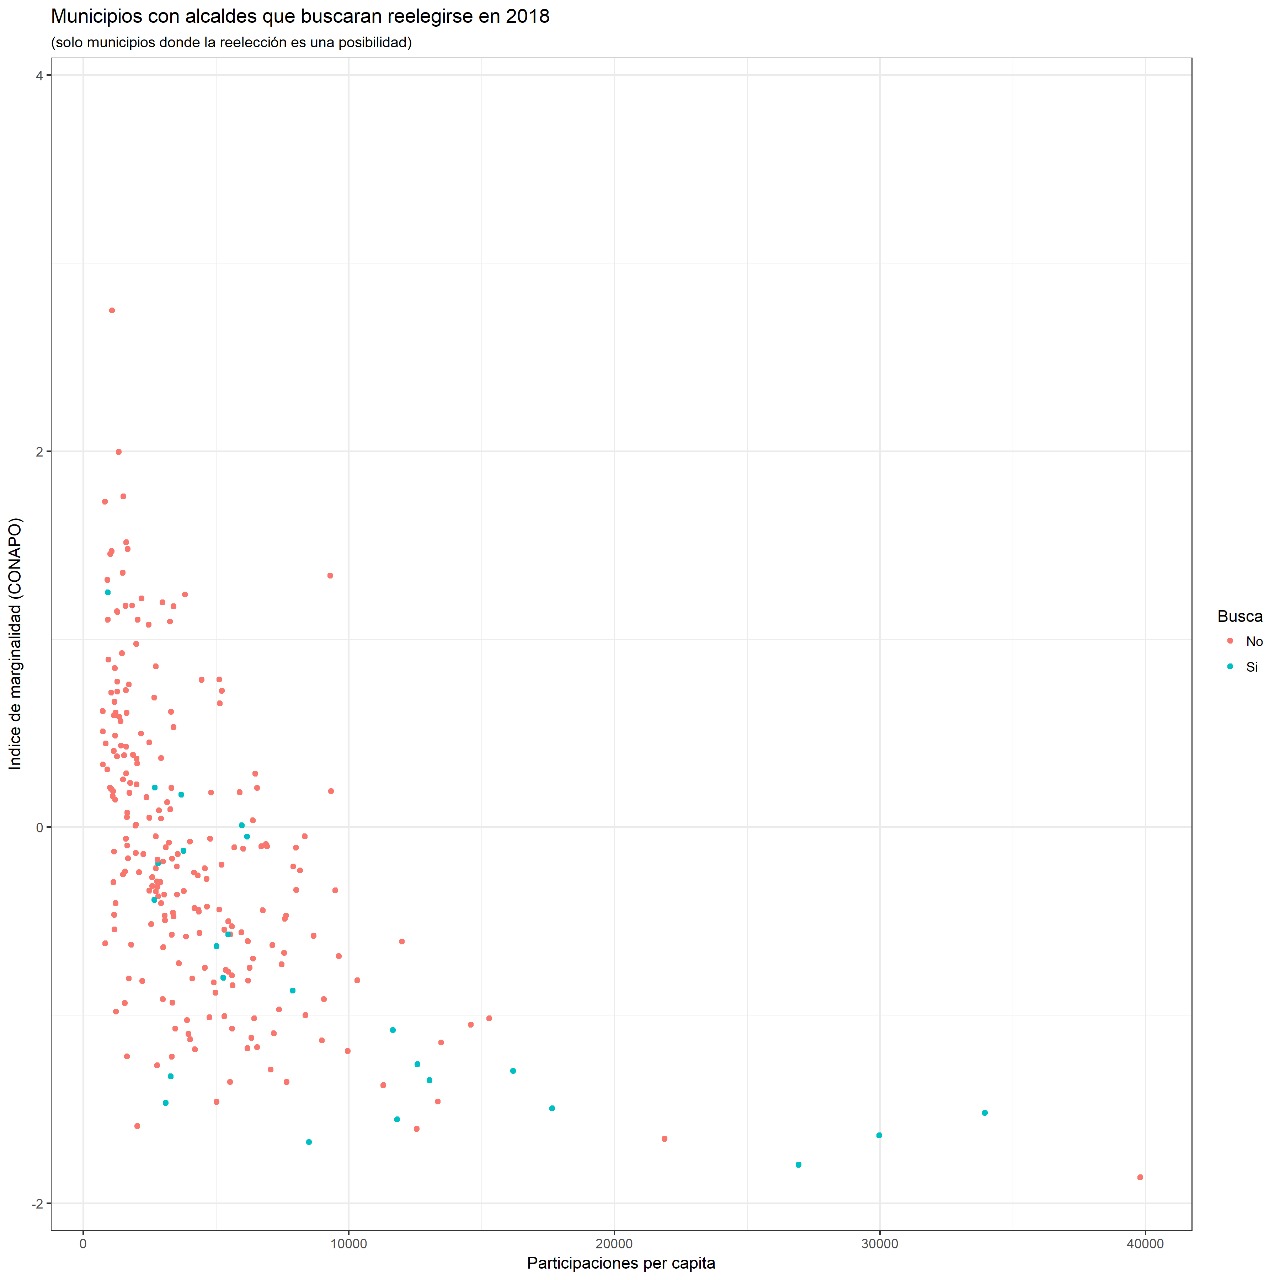 Municipios con alcaldes que buscaran reelegirse en 2018
(solo municipios donde la reelección es una posibilidad)
4
2
0
-2
Indice de marginalidad (CONAPO)
0 10000 20000 30000 40000
Participaciones per capita
Busca
No
Si